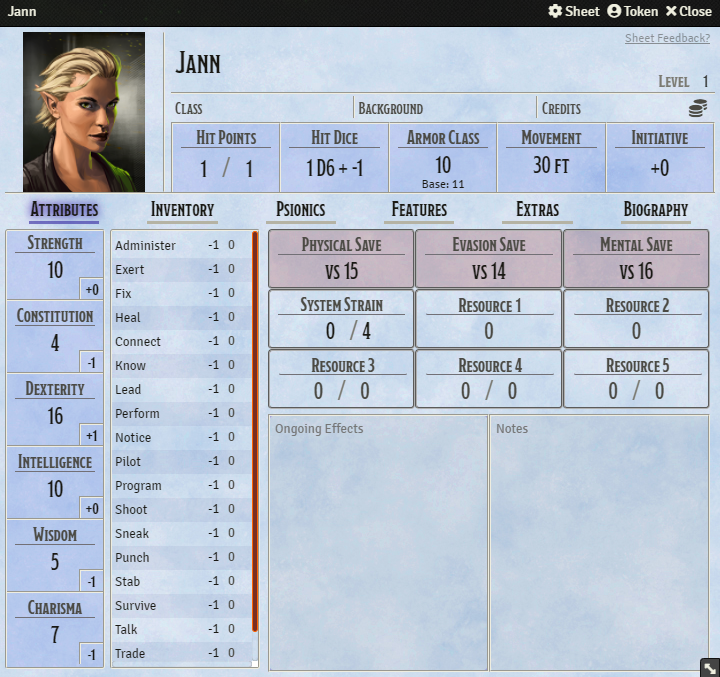 Jann
Sheet Token Close
Sheet Feedback?
Jann
Level 1
Class Background Credits
Hit Points Hit Dice Armor Class Movement Initiative
1 / 1 1 D6 + -1 10 30 FT +0
Base: 11
Attributes Inventory Psionics Features Extras Biography
Strength
10
+0
Constitution
4
-1
Dexterity
16
+1
Intelligence
10
+0
Wisdom
5
-1
Charisma
7
-1
Administer -1 0
Exert -1 0
Fix -1 0
Heal -1 0
Connect -1 0
Know -1 0
Lead -1 0
Perform -1 0
Notice -1 0
Pilot -1 0
Program -1 0
Shoot -1 0
Sneak -1 0
Punch -1 0
Stab -1 0
Survive -1 0
Talk -1 0
Trade -1 0
Physical Save Evasion Save Mental Save
vs 15 vs 14 vs 16
System Strain Resource 1 Resource 2
0 / 4 0 0
Resource 3 Resource 4 Resource 5
0 / 0 0 / 0 0 / 0
Ongoing Effects Notes